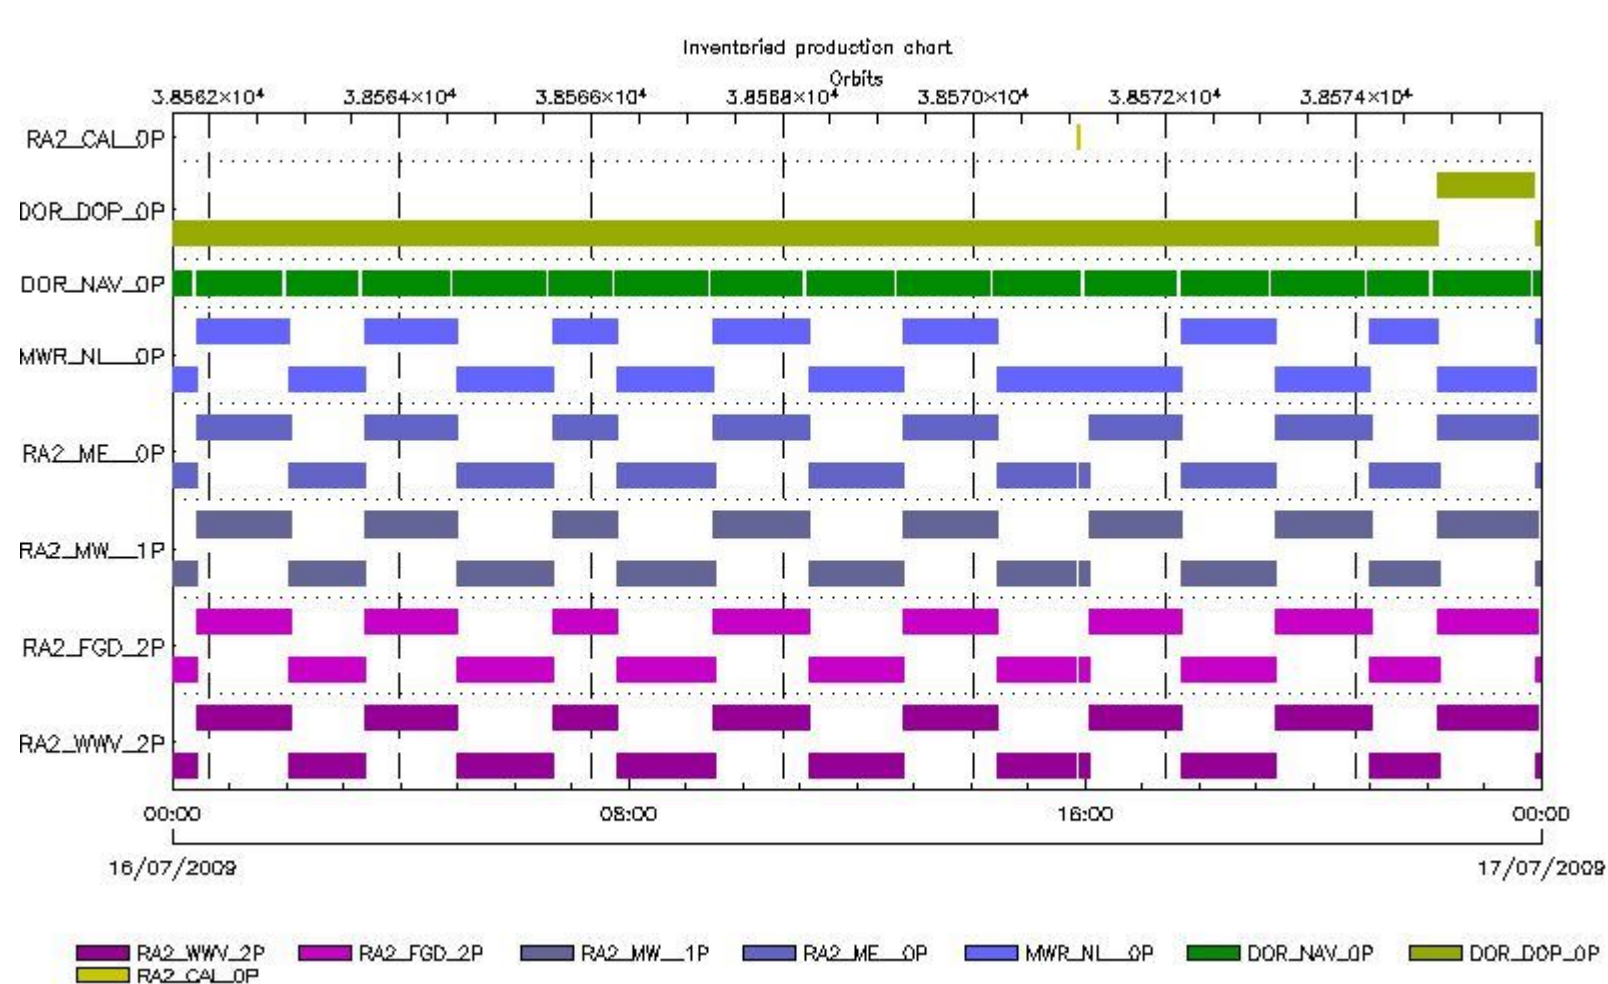 Inventoried production chart
Orbits
3.8562×10⁴ 3.8564×10⁴ 3.8566×10⁴ 3.8568×10⁴ 3.8570×10⁴ 3.8572×10⁴ 3.8574×10⁴
RA2_CAL_0P
DOR_DOP_0P
DOR_NAV_0P
MWR_NL__0P
RA2_ME__0P
RA2_MW__1P
RA2_FGD_2P
RA2_WWV_2P
00:00 08:00 16:00 00:00
16/07/2009 17/07/2009
RA2_WWV_2P RA2_FGD_2P RA2_MW__1P RA2_ME__0P MWR_NL__0P DOR_NAV_0P DOR_DOP_0P
RA2_CAL_0P